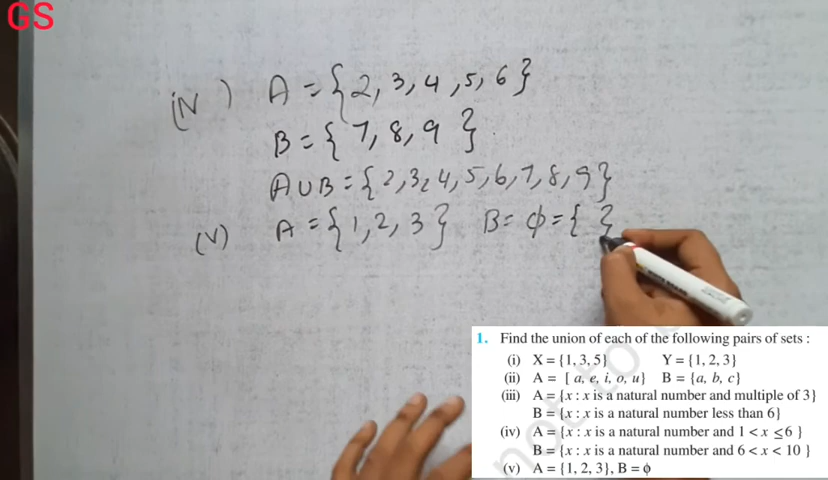 GS
(iv) A = {2, 3, 4, 5, 6}
B = {7, 8, 9}
A∪B = {2, 3, 4, 5, 6, 7, 8, 9}
(V) A = {1, 2, 3} B = ϕ = { }
1. Find the union of each of the following pairs of sets :
(i) X = {1, 3, 5} Y = {1, 2, 3}
(ii) A = [ a, e, i, o, u} B = {a, b, c}
(iii) A = {x : x is a natural number and multiple of 3}
B = {x : x is a natural number less than 6}
(iv) A = {x : x is a natural number and 1 < x ≤6 }
B = {x : x is a natural number and 6 < x < 10 }
(v) A = {1, 2, 3}, B = ϕ
not to